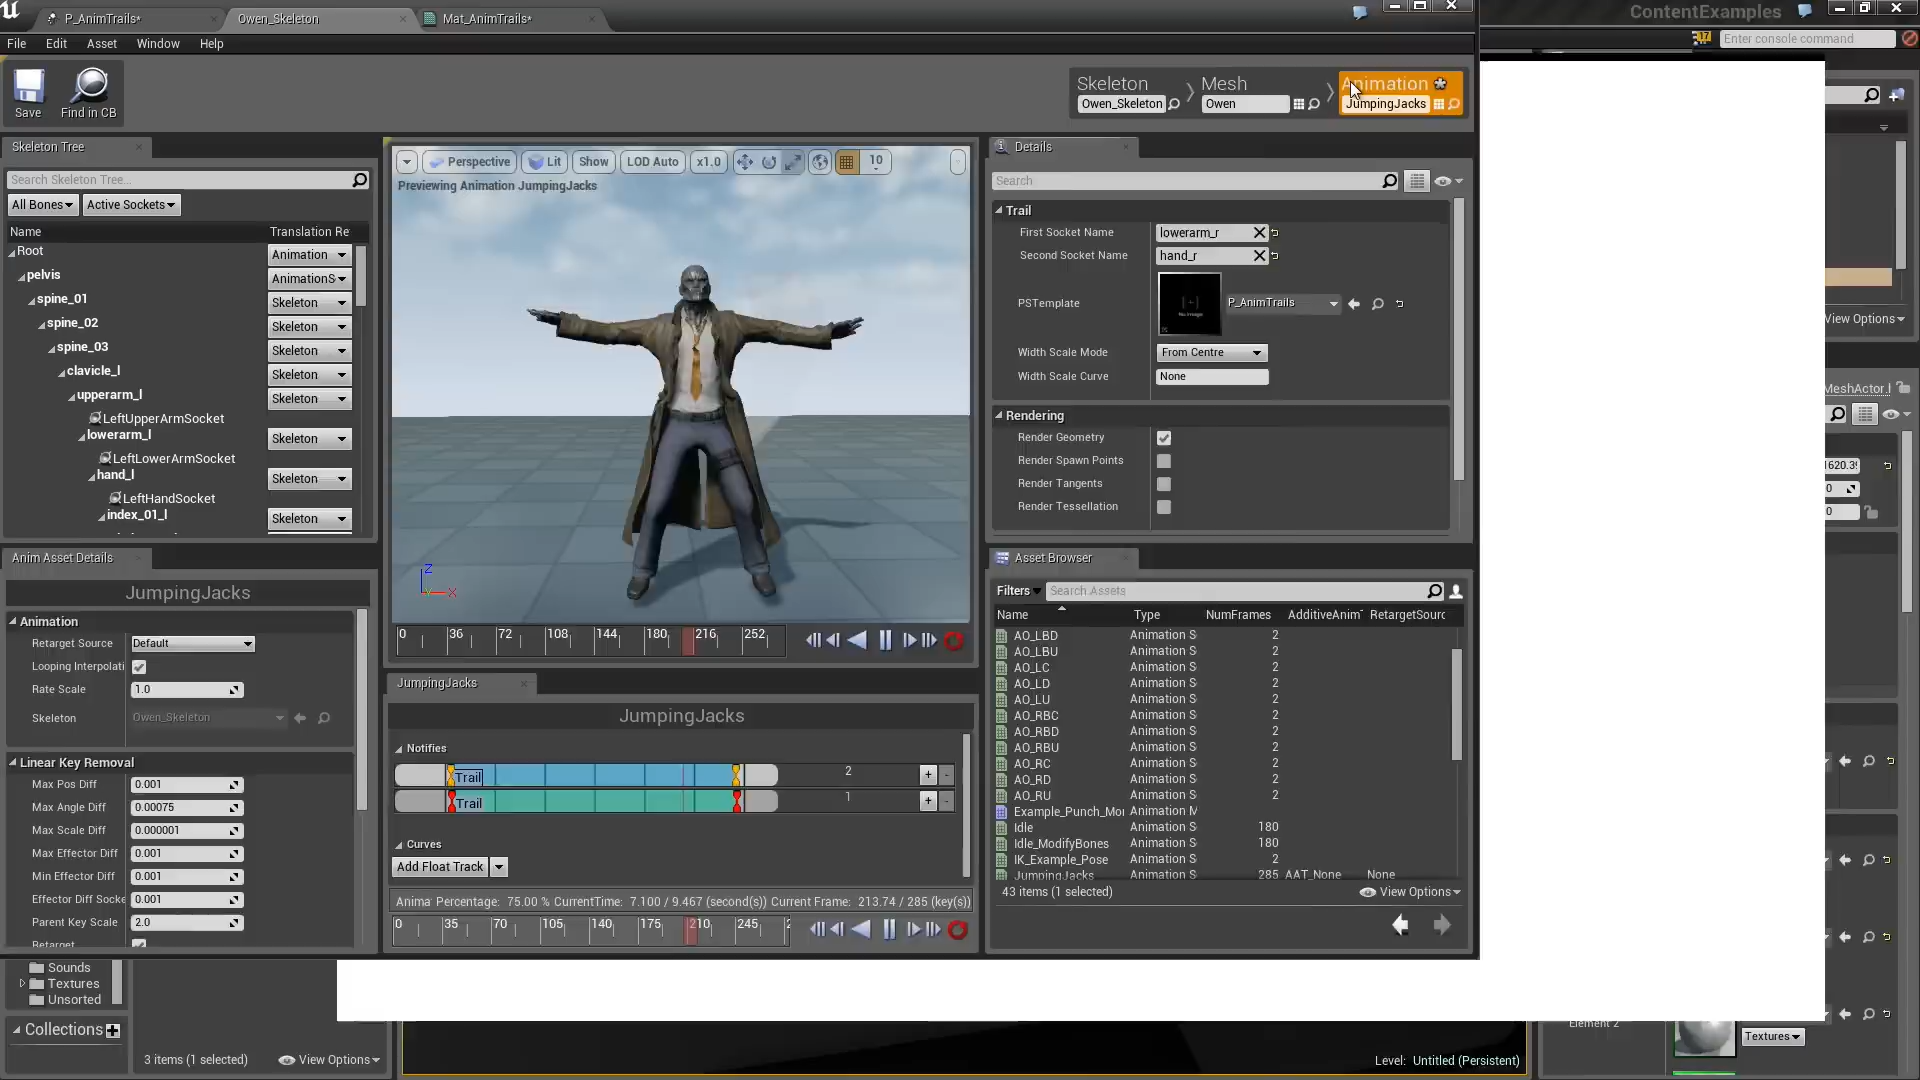 P_AnimTrails*
Owen_Skeleton
Mat_AnimTrails*
ContentExamples
File Edit Asset Window Help
Enter console command
Save
Find in CB
Skeleton
Owen_Skeleton
Mesh
Owen
Animation
JumpingJacks
Skeleton Tree
Search Skeleton Tree...
All Bones
Active Sockets
Name
Translation Re
Root
Animation
pelvis
AnimationS
spine_01
Skeleton
spine_02
Skeleton
spine_03
Skeleton
clavicle_l
Skeleton
upperarm_l
Skeleton
LeftUpperArmSocket
lowerarm_l
Skeleton
LeftLowerArmSocket
hand_l
Skeleton
LeftHandSocket
index_01_l
Skeleton
Perspective
Lit
Show
LOD Auto
x1.0
10
Previewing Animation JumpingJacks
Z
X
0 36 72 108 144 180 216 252
Details
Search
Trail
First Socket Name
lowerarm_r
Second Socket Name
hand_r
PSTemplate
No Image
P_AnimTrails
Width Scale Mode
From Centre
Width Scale Curve
None
Rendering
Render Geometry
Render Spawn Points
Render Tangents
Render Tessellation
Anim Asset Details
JumpingJacks
Animation
Retarget Source
Default
Looping Interpolati
Rate Scale
1.0
Skeleton
Owen_Skeleton
Linear Key Removal
Max Pos Diff
0.001
Max Angle Diff
0.00075
Max Scale Diff
0.000001
Max Effector Diff
0.001
Min Effector Diff
0.001
Effector Diff Socke
0.001
Parent Key Scale
2.0
Retarget
JumpingJacks
JumpingJacks
Notifies
Trail
2
+
-
Trail
1
+
-
Curves
Add Float Track
Anima Percentage: 75.00 % CurrentTime: 7.100 / 9.467 (second(s)) Current Frame: 213.74 / 285 (key(s))
0 35 70 105 140 175 210 245
Asset Browser
Filters
Search Assets
Name Type NumFrames AdditiveAnim RetargetSourc
AO_LBD Animation S 2
AO_LBU Animation S 2
AO_LC Animation S 2
AO_LD Animation S 2
AO_LU Animation S 2
AO_RBC Animation S 2
AO_RBD Animation S 2
AO_RBU Animation S 2
AO_RC Animation S 2
AO_RD Animation S 2
AO_RU Animation S 2
Example_Punch_Mo Animation M
Idle Animation S 180
Idle_ModifyBones Animation S 180
IK_Example_Pose Animation S 2
JumpingJacks Animation S 285 AAT_None None
43 items (1 selected)
View Options
View Options
MeshActor.
1620.3
0
0
Sounds
Textures
Unsorted
Collections
3 items (1 selected)
View Options
Level: Untitled (Persistent)
Element 2
Textures